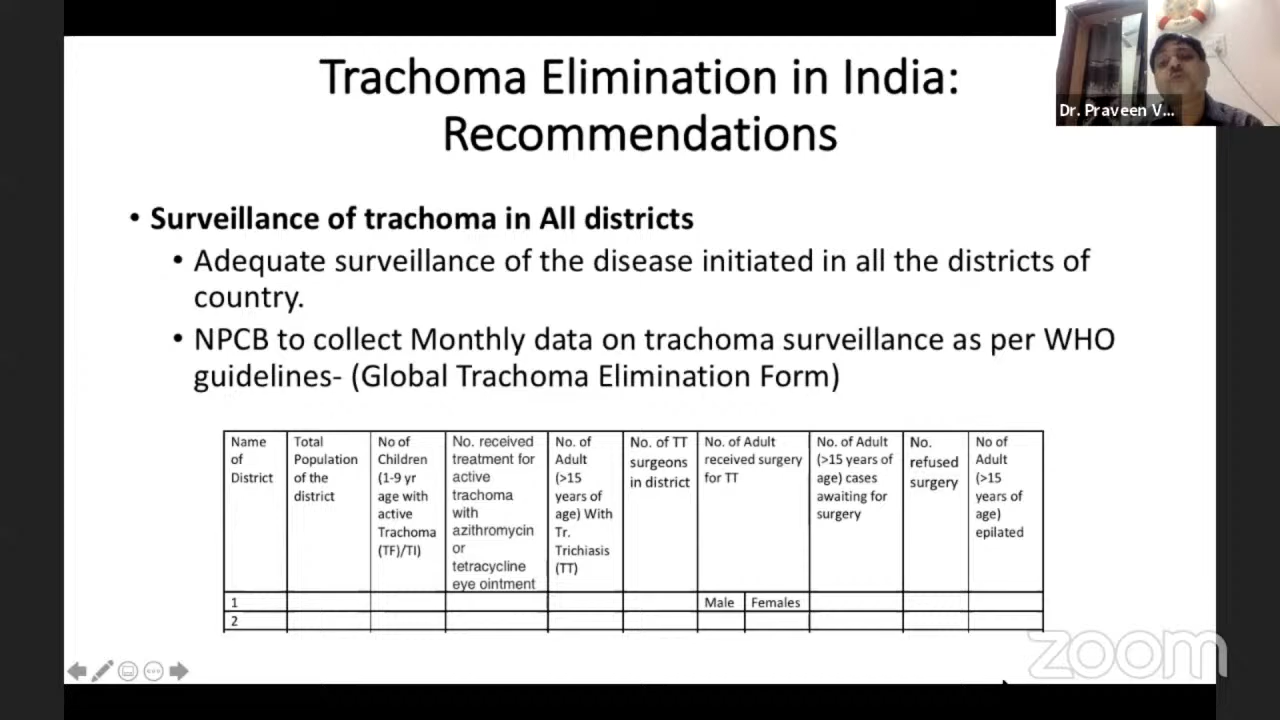 Trachoma Elimination in India:
Recommendations
Dr. Praveen V...
• Surveillance of trachoma in All districts
• Adequate surveillance of the disease initiated in all the districts of
country.
• NPCB to collect Monthly data on trachoma surveillance as per WHO
guidelines- (Global Trachoma Elimination Form)
Name
of
District
Total
Population
of the
district
No of
Children
(1-9 yr
age with
active
Trachoma
(TF)/TI)
No. received
treatment for
active
trachoma
with
azithromycin
or
tetracycline
eye ointment
No. of
Adult
(>15
years of
age) With
Tr.
Trichiasis
(TT)
No. of TT
surgeons
in district
No. of Adult
received surgery
for TT
No. of Adult
(>15 years of
age) cases
awaiting for
surgery
No.
refused
surgery
No of
Adult
(>15
years of
age)
epilated
1
Male
Females
2
zoom